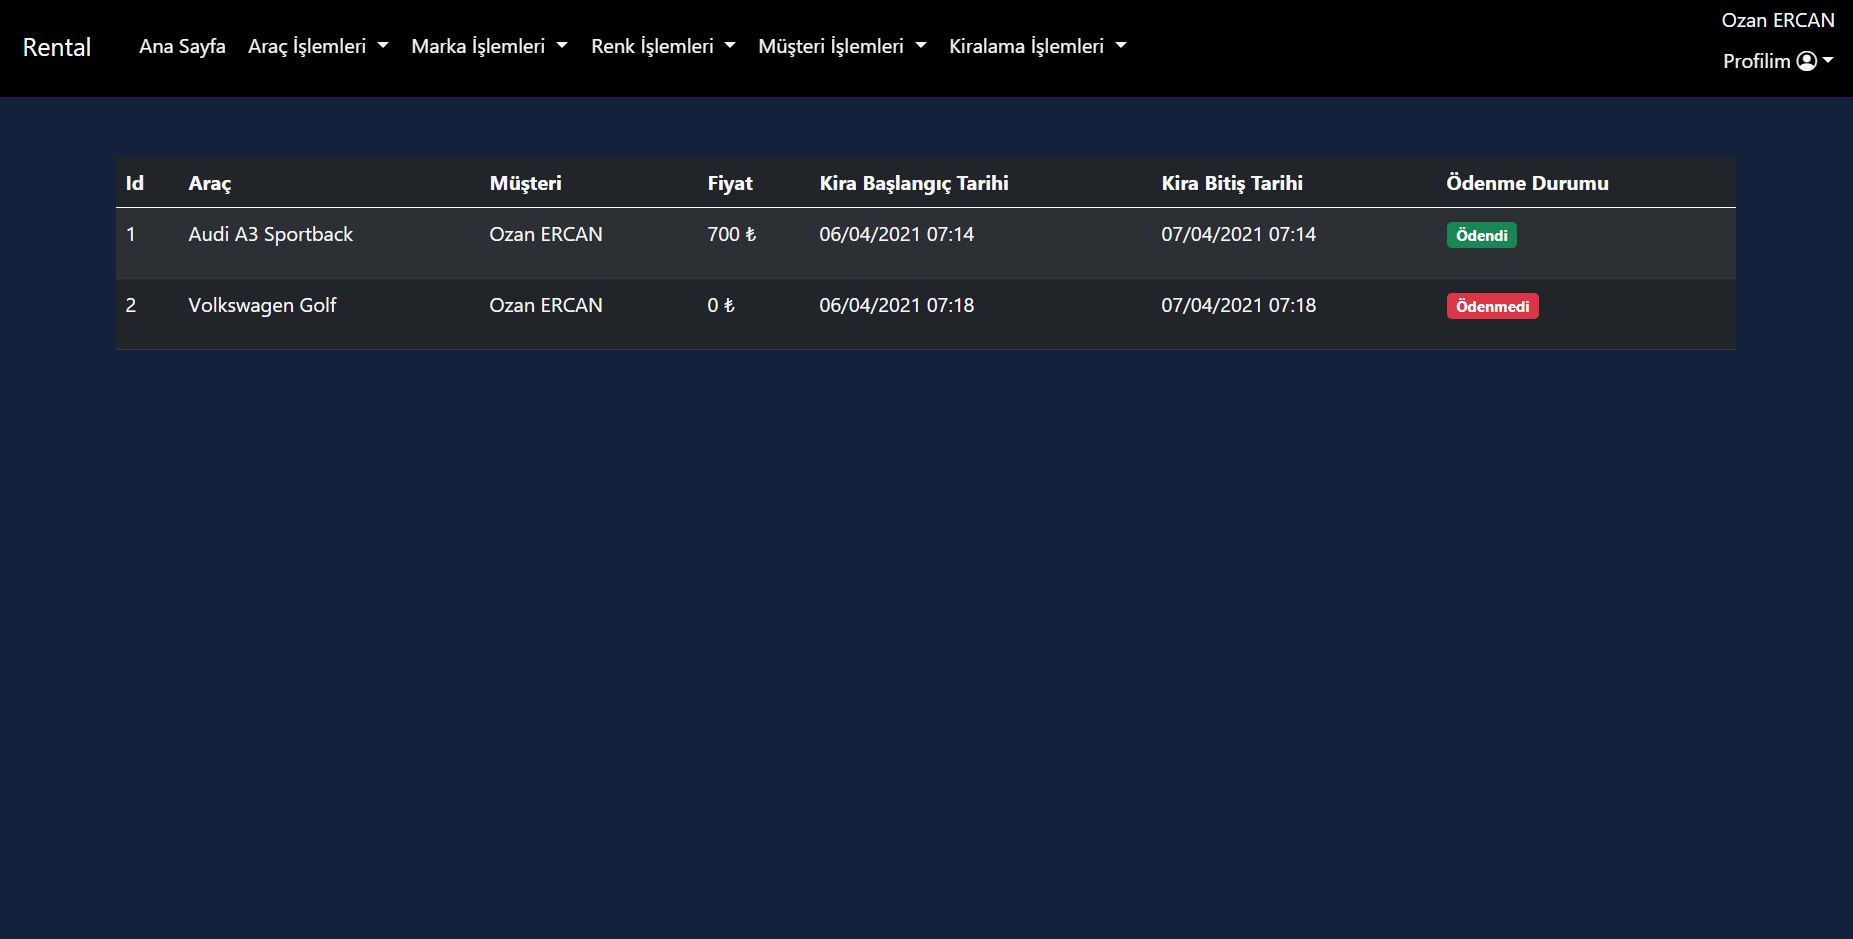 Ozan ERCAN
Rental Ana Sayfa Araç İşlemleri Marka İşlemleri Renk İşlemleri Müşteri İşlemleri Kiralama İşlemleri
Profilim
Id Araç Müşteri Fiyat Kira Başlangıç Tarihi Kira Bitiş Tarihi Ödenme Durumu
1 Audi A3 Sportback Ozan ERCAN 700 ₺ 06/04/2021 07:14 07/04/2021 07:14 Ödendi
2 Volkswagen Golf Ozan ERCAN 0 ₺ 06/04/2021 07:18 07/04/2021 07:18 Ödenmedi